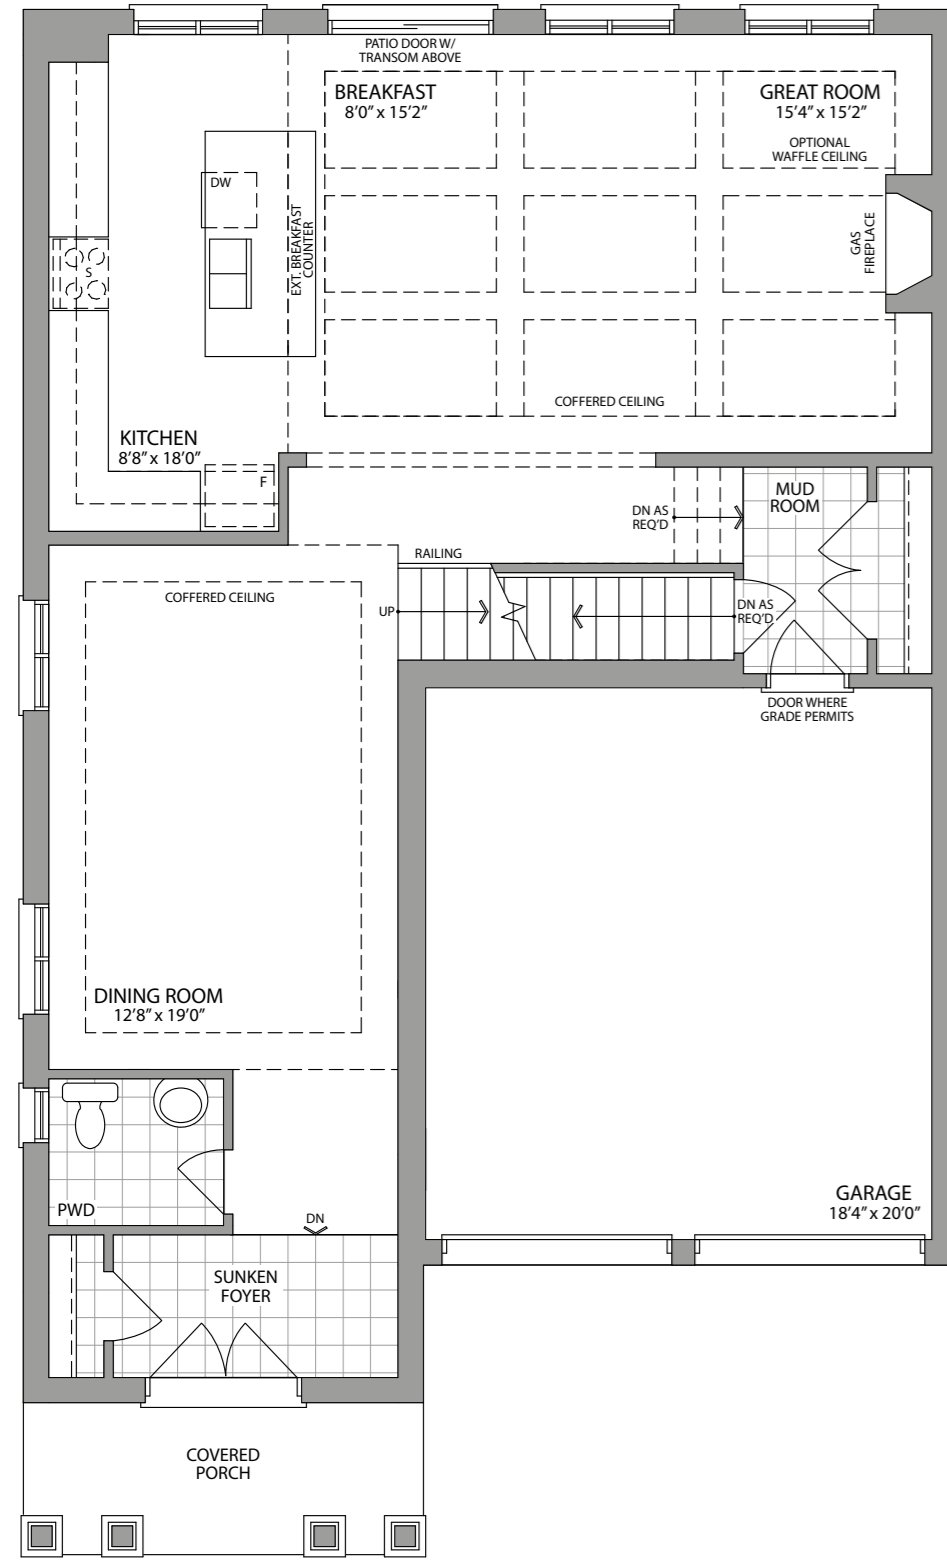 PATIO DOOR W/
TRANSOM ABOVE
BREAKFAST
8'0" x 15'2"
GREAT ROOM
15'4" x 15'2"
OPTIONAL
WAFFLE CEILING
DW
EXT. BREAKFAST
COUNTER
GAS
FIREPLACE
S
COFFERED CEILING
KITCHEN
8'8" x 18'0"
F
MUD
ROOM
DN AS
REQ'D
RAILING
COFFERED CEILING
UP
DN AS
REQ'D
DOOR WHERE
GRADE PERMITS
DINING ROOM
12'8" x 19'0"
PWD
GARAGE
18'4" x 20'0"
DN
SUNKEN
FOYER
COVERED
PORCH